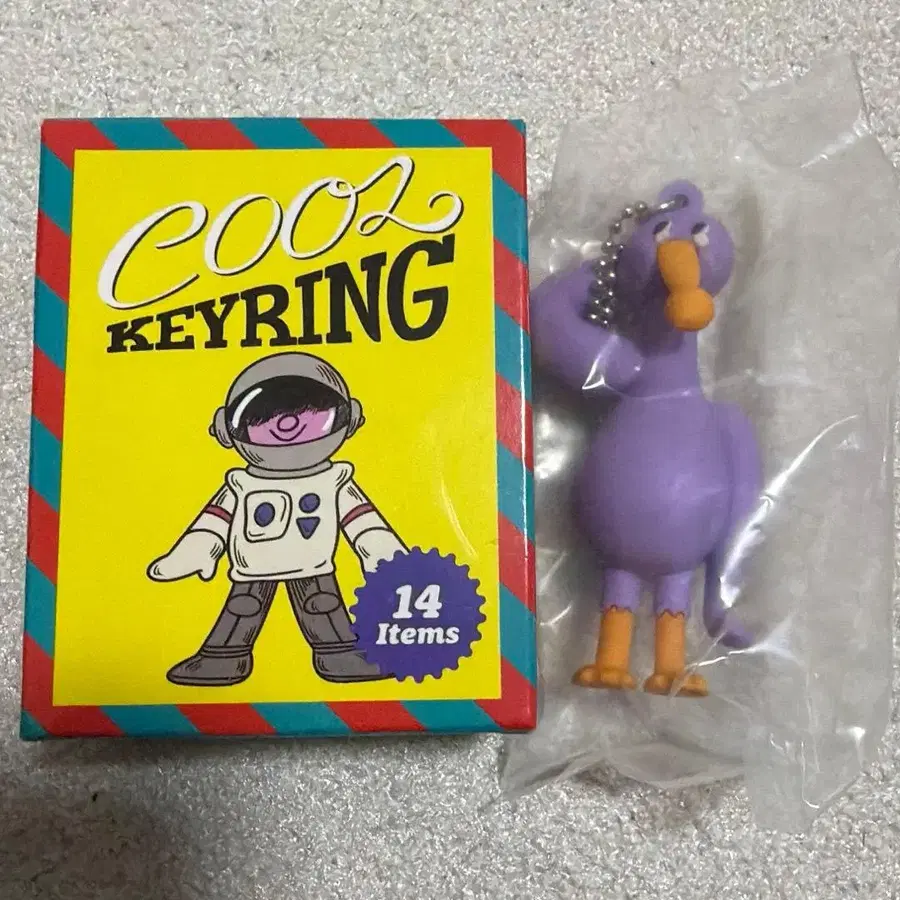 COOL
KEYRING
14
Items